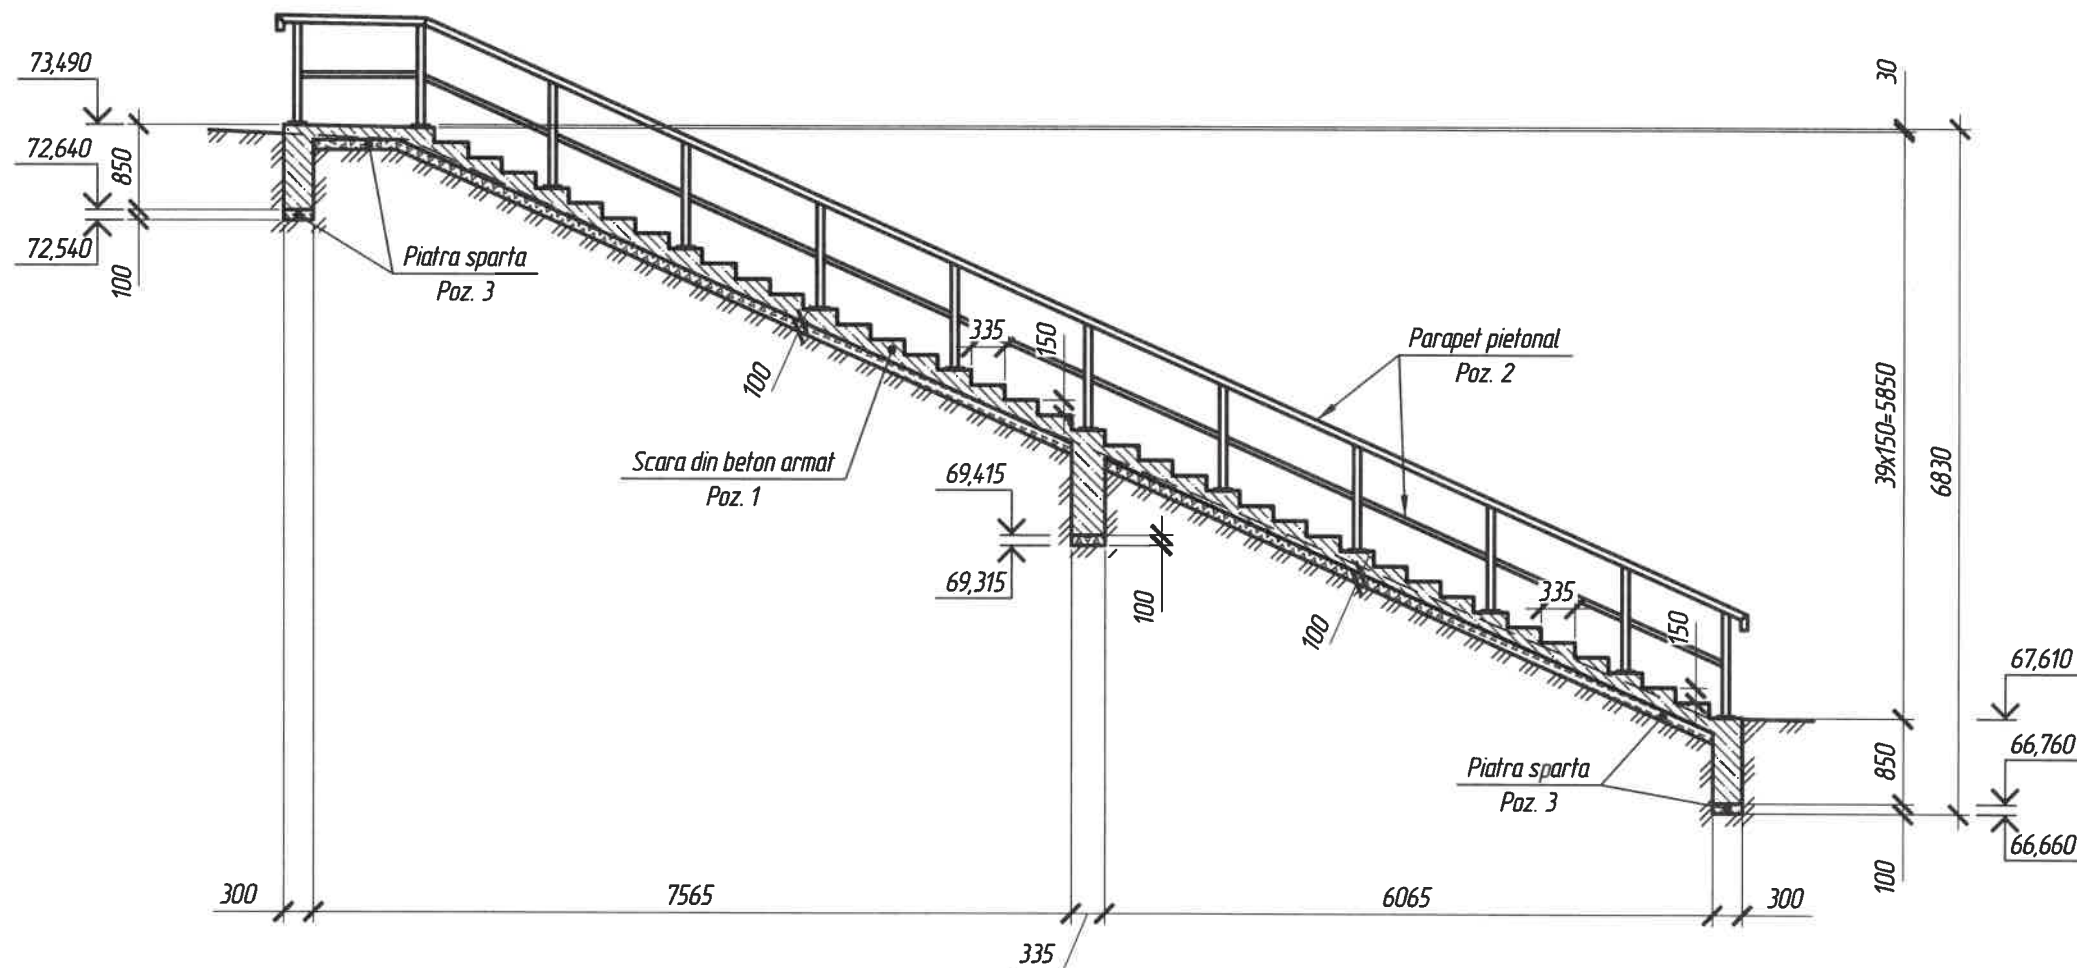 73,490
30
72,640
850
72,540
100
Piatra sparta
Poz. 3
335
150
Parapet pietonal
Poz. 2
100
39x150=5850
6830
Scara din beton armat
Poz. 1
69,415
69,315
100
100
335
150
67,610
66,760
850
Piatra sparta
Poz. 3
66,660
100
300
7565
6065
300
335